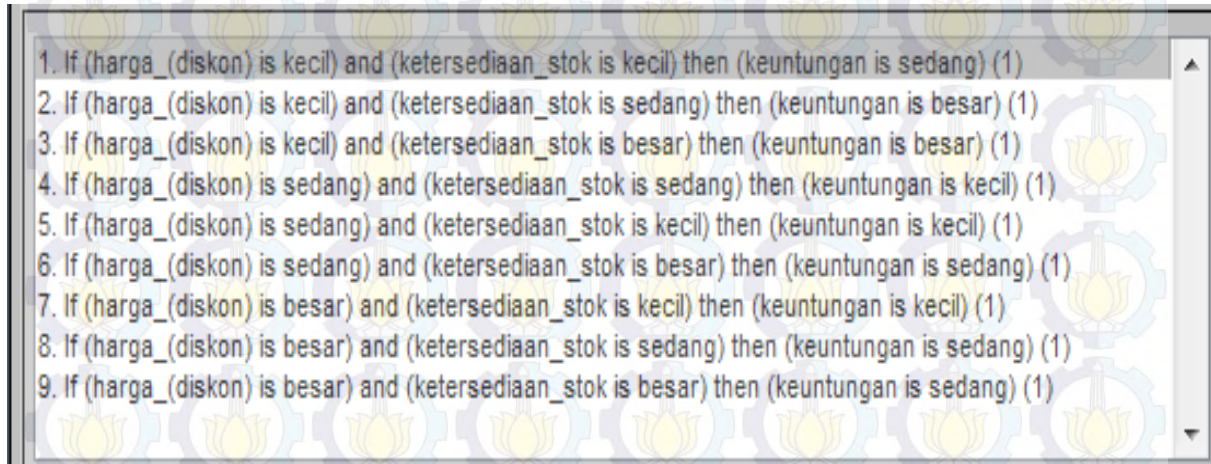 1. If (harga_(diskon) is kecil) and (ketersediaan_stok is kecil) then (keuntungan is sedang) (1)
2. If (harga_(diskon) is kecil) and (ketersediaan_stok is sedang) then (keuntungan is besar) (1)
3. If (harga_(diskon) is kecil) and (ketersediaan_stok is besar) then (keuntungan is besar) (1)
4. If (harga_(diskon) is sedang) and (ketersediaan_stok is sedang) then (keuntungan is kecil) (1)
5. If (harga_(diskon) is sedang) and (ketersediaan_stok is kecil) then (keuntungan is kecil) (1)
6. If (harga_(diskon) is sedang) and (ketersediaan_stok is besar) then (keuntungan is sedang) (1)
7. If (harga_(diskon) is besar) and (ketersediaan_stok is kecil) then (keuntungan is kecil) (1)
8. If (harga_(diskon) is besar) and (ketersediaan_stok is sedang) then (keuntungan is sedang) (1)
9. If (harga_(diskon) is besar) and (ketersediaan_stok is besar) then (keuntungan is sedang) (1)